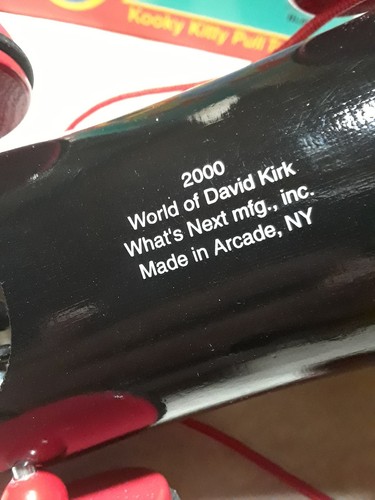 Kooky Kitty Pull
2000
World of David Kirk
What's Next mfg., inc.
Made in Arcade, NY